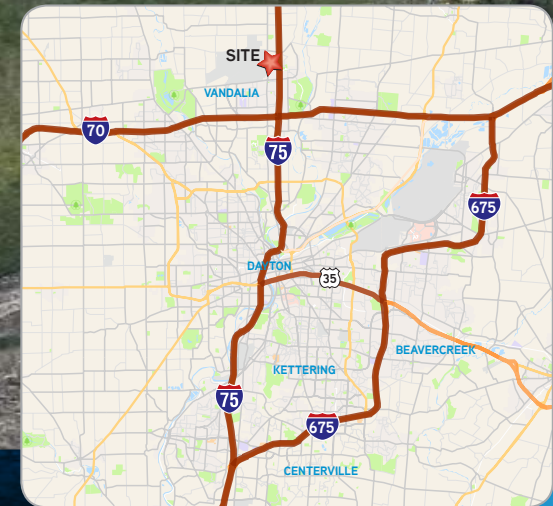 SITE
VANDALIA
70
75
675
DAYTON
35
BEAVERCREEK
KETTERING
75
675
CENTERVILLE